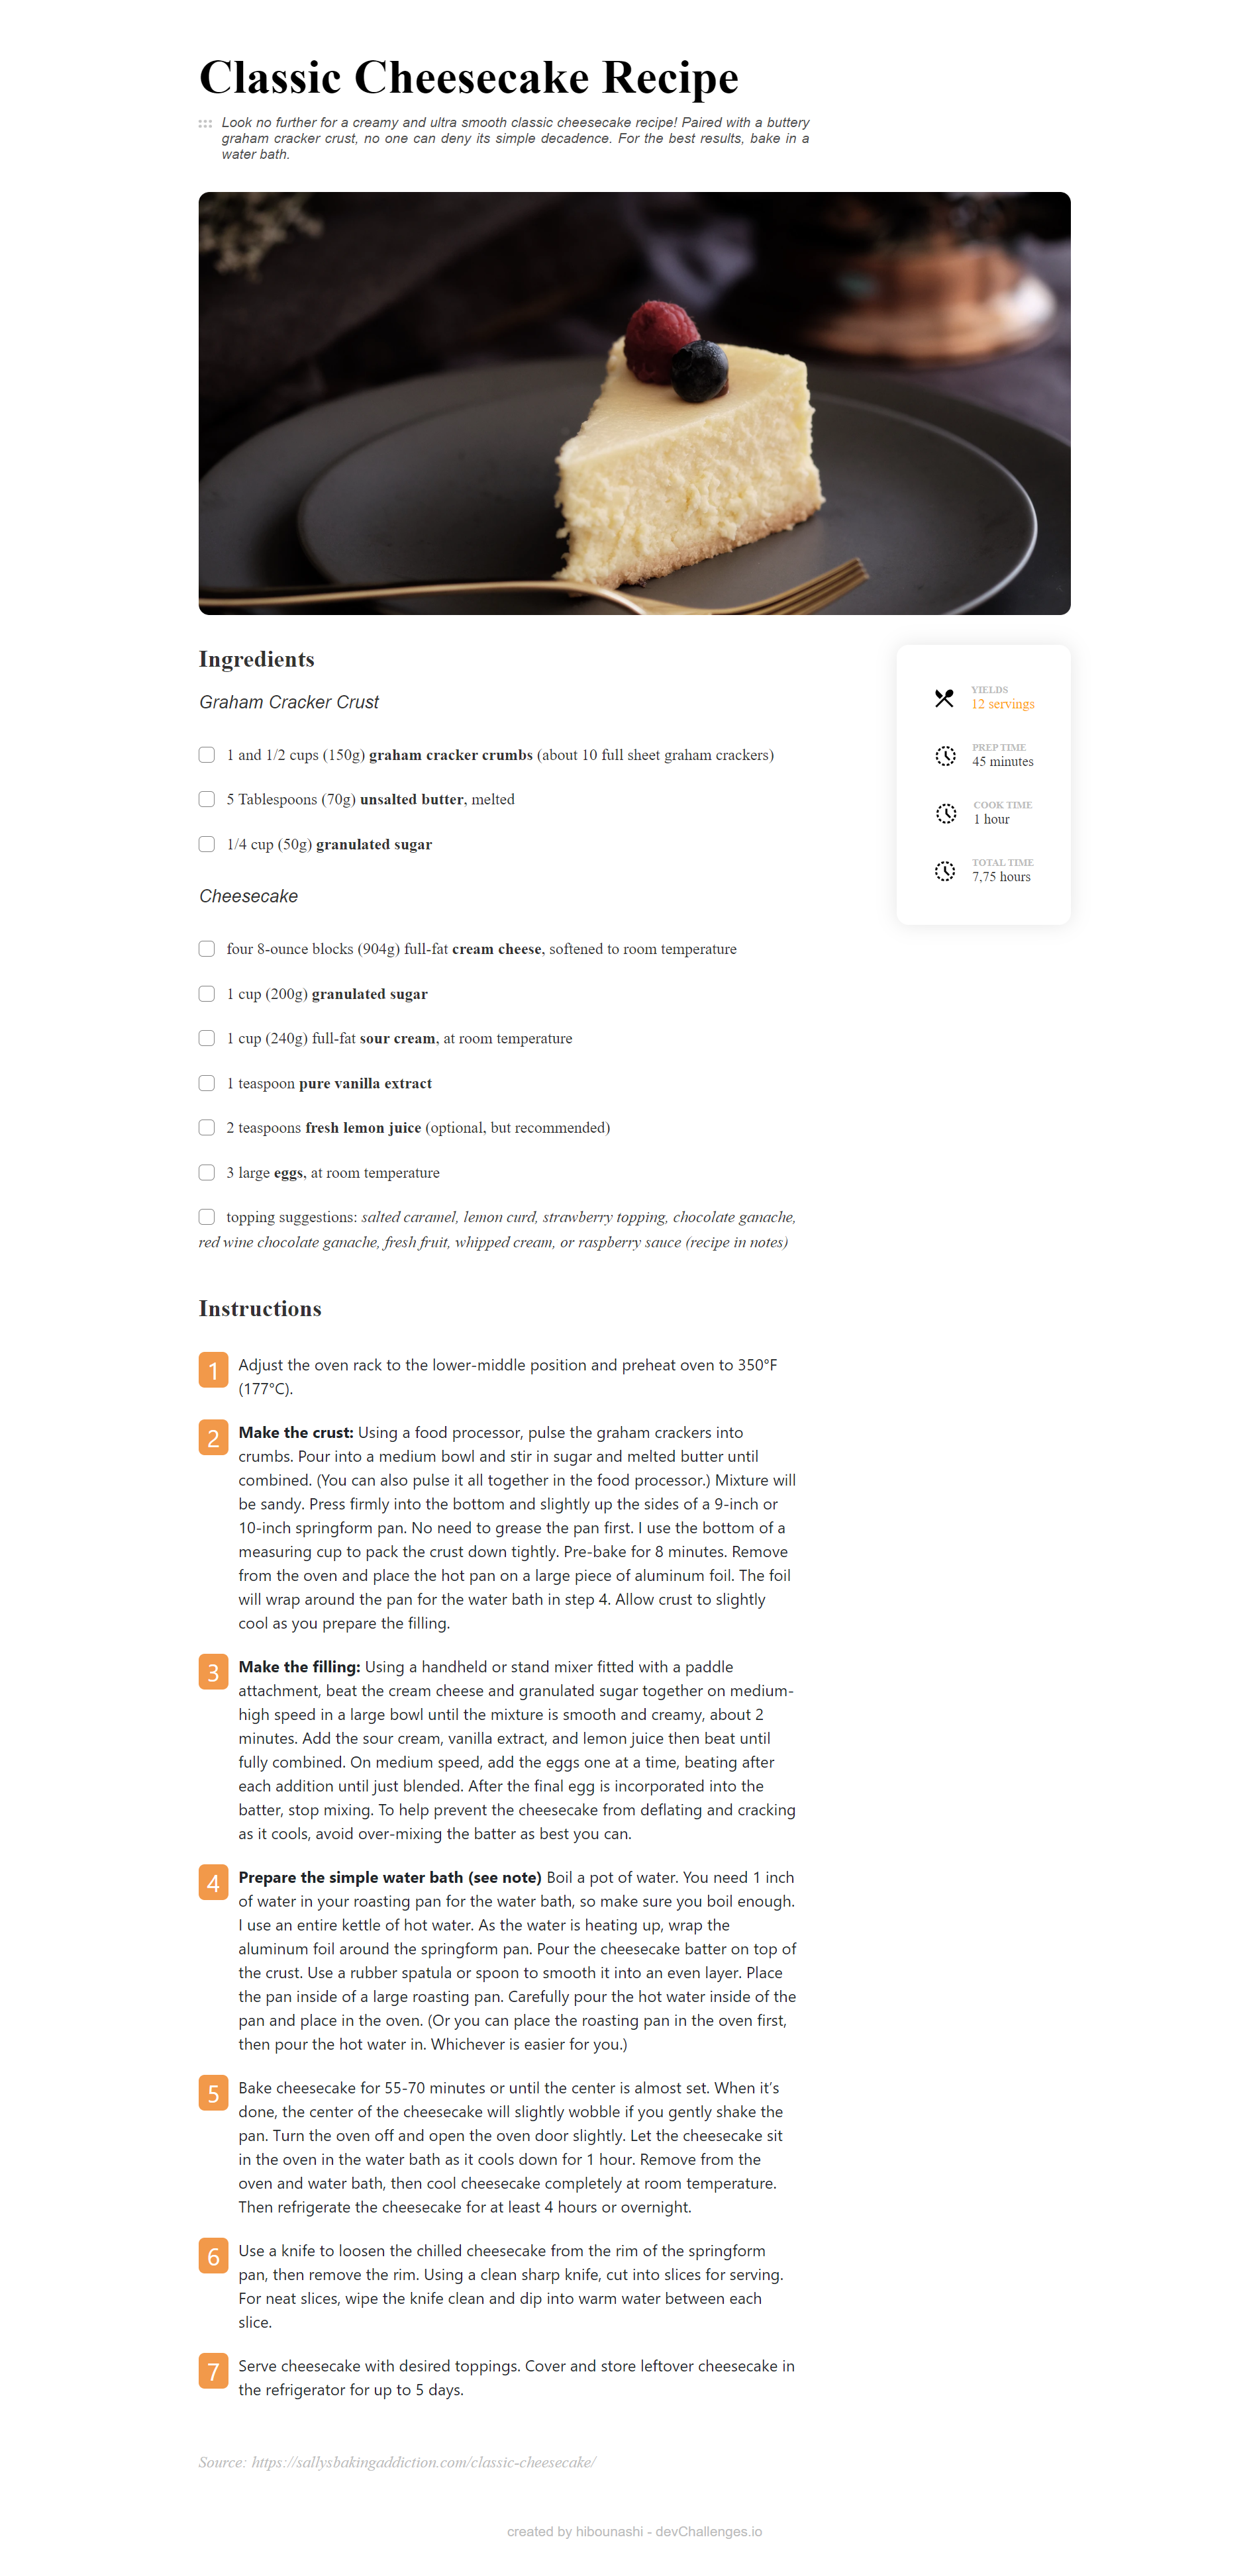 Classic Cheesecake Recipe
Look no further for a creamy and ultra smooth classic cheesecake recipe! Paired with a buttery
graham cracker crust, no one can deny its simple decadence. For the best results, bake in a
water bath.
Ingredients
Graham Cracker Crust
1 and 1/2 cups (150g) graham cracker crumbs (about 10 full sheet graham crackers)
5 Tablespoons (70g) unsalted butter, melted
1/4 cup (50g) granulated sugar
Cheesecake
four 8-ounce blocks (904g) full-fat cream cheese, softened to room temperature
1 cup (200g) granulated sugar
1 cup (240g) full-fat sour cream, at room temperature
1 teaspoon pure vanilla extract
2 teaspoons fresh lemon juice (optional, but recommended)
3 large eggs, at room temperature
topping suggestions: salted caramel, lemon curd, strawberry topping, chocolate ganache,
red wine chocolate ganache, fresh fruit, whipped cream, or raspberry sauce (recipe in notes)
YIELDS
12 servings
PREP TIME
45 minutes
COOK TIME
1 hour
TOTAL TIME
7,75 hours
Instructions
1 Adjust the oven rack to the lower-middle position and preheat oven to 350°F
(177°C).
2 Make the crust: Using a food processor, pulse the graham crackers into
crumbs. Pour into a medium bowl and stir in sugar and melted butter until
combined. (You can also pulse it all together in the food processor.) Mixture will
be sandy. Press firmly into the bottom and slightly up the sides of a 9-inch or
10-inch springform pan. No need to grease the pan first. I use the bottom of a
measuring cup to pack the crust down tightly. Pre-bake for 8 minutes. Remove
from the oven and place the hot pan on a large piece of aluminum foil. The foil
will wrap around the pan for the water bath in step 4. Allow crust to slightly
cool as you prepare the filling.
3 Make the filling: Using a handheld or stand mixer fitted with a paddle
attachment, beat the cream cheese and granulated sugar together on medium-
high speed in a large bowl until the mixture is smooth and creamy, about 2
minutes. Add the sour cream, vanilla extract, and lemon juice then beat until
fully combined. On medium speed, add the eggs one at a time, beating after
each addition until just blended. After the final egg is incorporated into the
batter, stop mixing. To help prevent the cheesecake from deflating and cracking
as it cools, avoid over-mixing the batter as best you can.
4 Prepare the simple water bath (see note) Boil a pot of water. You need 1 inch
of water in your roasting pan for the water bath, so make sure you boil enough.
I use an entire kettle of hot water. As the water is heating up, wrap the
aluminum foil around the springform pan. Pour the cheesecake batter on top of
the crust. Use a rubber spatula or spoon to smooth it into an even layer. Place
the pan inside of a large roasting pan. Carefully pour the hot water inside of the
pan and place in the oven. (Or you can place the roasting pan in the oven first,
then pour the hot water in. Whichever is easier for you.)
5 Bake cheesecake for 55-70 minutes or until the center is almost set. When it’s
done, the center of the cheesecake will slightly wobble if you gently shake the
pan. Turn the oven off and open the oven door slightly. Let the cheesecake sit
in the oven in the water bath as it cools down for 1 hour. Remove from the
oven and water bath, then cool cheesecake completely at room temperature.
Then refrigerate the cheesecake for at least 4 hours or overnight.
6 Use a knife to loosen the chilled cheesecake from the rim of the springform
pan, then remove the rim. Using a clean sharp knife, cut into slices for serving.
For neat slices, wipe the knife clean and dip into warm water between each
slice.
7 Serve cheesecake with desired toppings. Cover and store leftover cheesecake in
the refrigerator for up to 5 days.
Source: https://sallysbakingaddiction.com/classic-cheesecake/
created by hibounashi - devChallenges.io